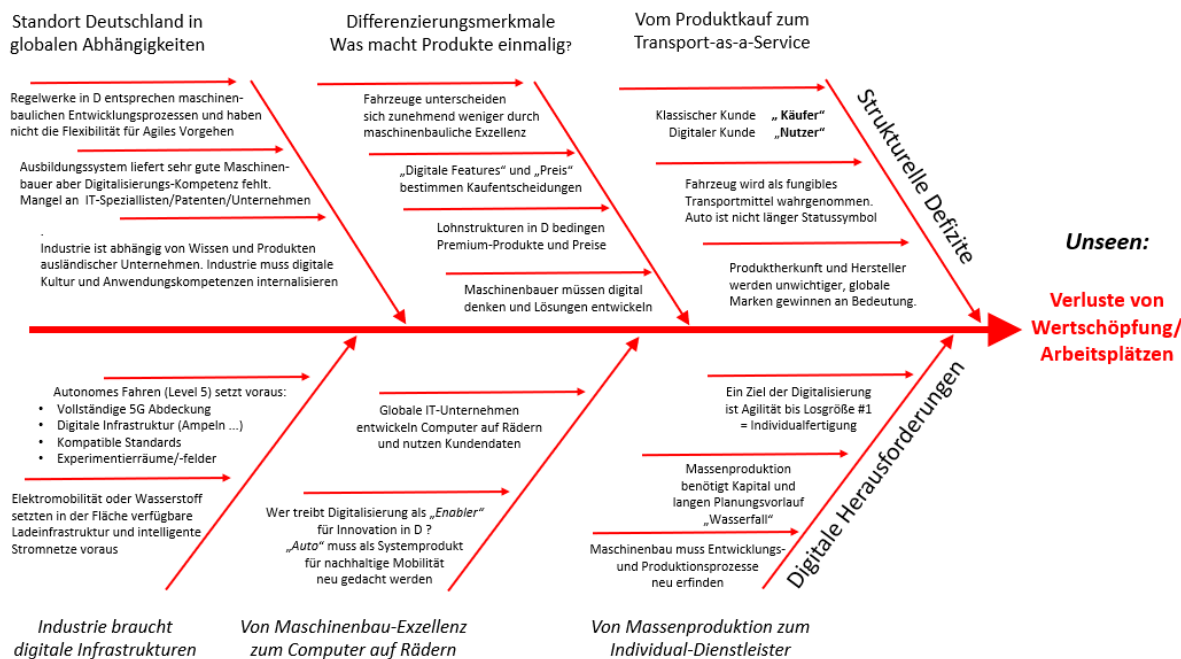 Standort Deutschland in
globalen Abhängigkeiten
Regelwerke in D entsprechen maschinen-
baulichen Entwicklungsprozessen und haben
nicht die Flexibilität für Agiles Vorgehen
Ausbildungssystem liefert sehr gute Maschinen-
bauer aber Digitalisierungs-Kompetenz fehlt.
Mangel an IT-Speziallisten/Patenten/Unternehmen
.
Industrie ist abhängig von Wissen und Produkten
ausländischer Unternehmen. Industrie muss digitale
Kultur und Anwendungskompetenzen internalisieren
Differenzierungsmerkmale
Was macht Produkte einmalig?
Fahrzeuge unterscheiden
sich zunehmend weniger durch
maschinenbauliche Exzellenz
„Digitale Features“ und „Preis“
bestimmen Kaufentscheidungen
Lohnstrukturen in D bedingen
Premium-Produkte und Preise
Maschinenbauer müssen digital
denken und Lösungen entwickeln
Vom Produktkauf zum
Transport-as-a-Service
Klassischer Kunde „ Käufer“
Digitaler Kunde „Nutzer“
Fahrzeug wird als fungibles
Transportmittel wahrgenommen.
Auto ist nicht länger Statussymbol
Produktherkunft und Hersteller
werden unwichtiger, globale
Marken gewinnen an Bedeutung.
Strukturelle Defizite
Unseen:
Verluste von
Wertschöpfung/
Arbeitsplätzen
Autonomes Fahren (Level 5) setzt voraus:
• Vollständige 5G Abdeckung
• Digitale Infrastruktur (Ampeln ...)
• Kompatible Standards
• Experimentierräume/-felder
Elektromobilität oder Wasserstoff
setzten in der Fläche verfügbare
Ladeinfrastruktur und intelligente
Stromnetze voraus
Industrie braucht
digitale Infrastrukturen
Globale IT-Unternehmen
entwickeln Computer auf Rädern
und nutzen Kundendaten
Wer treibt Digitalisierung als „Enabler“
für Innovation in D ?
„Auto“ muss als Systemprodukt
für nachhaltige Mobilität
neu gedacht werden
Von Maschinenbau-Exzellenz
zum Computer auf Rädern
Ein Ziel der Digitalisierung
ist Agilität bis Losgröße #1
= Individualfertigung
Massenproduktion
benötigt Kapital und
langen Planungsvorlauf
„Wasserfall“
Maschinenbau muss Entwicklungs-
und Produktionsprozesse
neu erfinden
Von Massenproduktion zum
Individual-Dienstleister
Digitale Herausforderungen